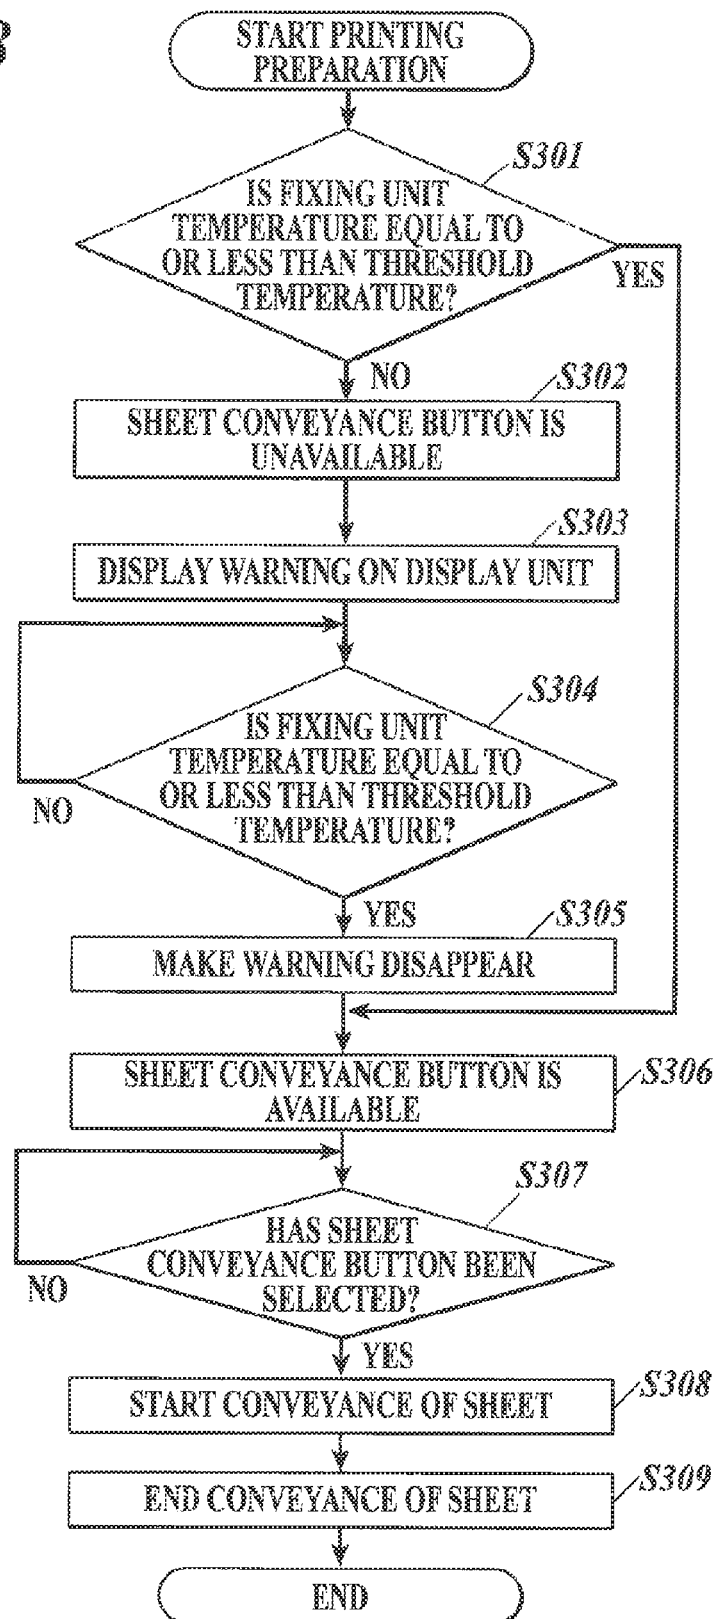 START PRINTING
PREPARATION
S301
IS FIXING UNIT
TEMPERATURE EQUAL TO
OR LESS THAN THRESHOLD
TEMPERATURE?
YES
NO
S302
SHEET CONVEYANCE BUTTON IS
UNAVAILABLE
S303
DISPLAY WARNING ON DISPLAY UNIT
S304
IS FIXING UNIT
TEMPERATURE EQUAL TO
OR LESS THAN THRESHOLD
TEMPERATURE?
NO
YES
S305
MAKE WARNING DISAPPEAR
SHEET CONVEYANCE BUTTON IS
AVAILABLE
S306
S307
HAS SHEET
CONVEYANCE BUTTON BEEN
SELECTED?
NO
YES
START CONVEYANCE OF SHEET
S308
END CONVEYANCE OF SHEET
S309
END